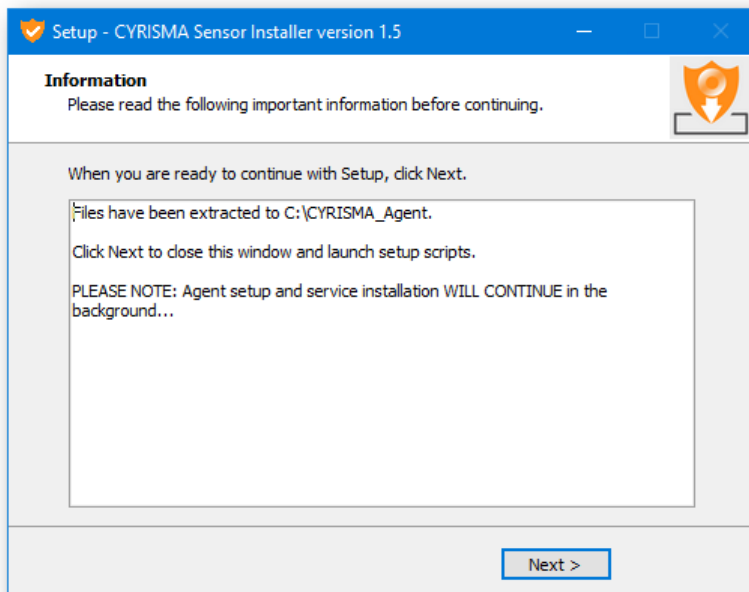 Setup - CYRISMA Sensor Installer version 1.5
Information
Please read the following important information before continuing.
When you are ready to continue with Setup, click Next.
Files have been extracted to C:\CYRISMA_Agent.
Click Next to close this window and launch setup scripts.
PLEASE NOTE: Agent setup and service installation WILL CONTINUE in the
background...
Next >